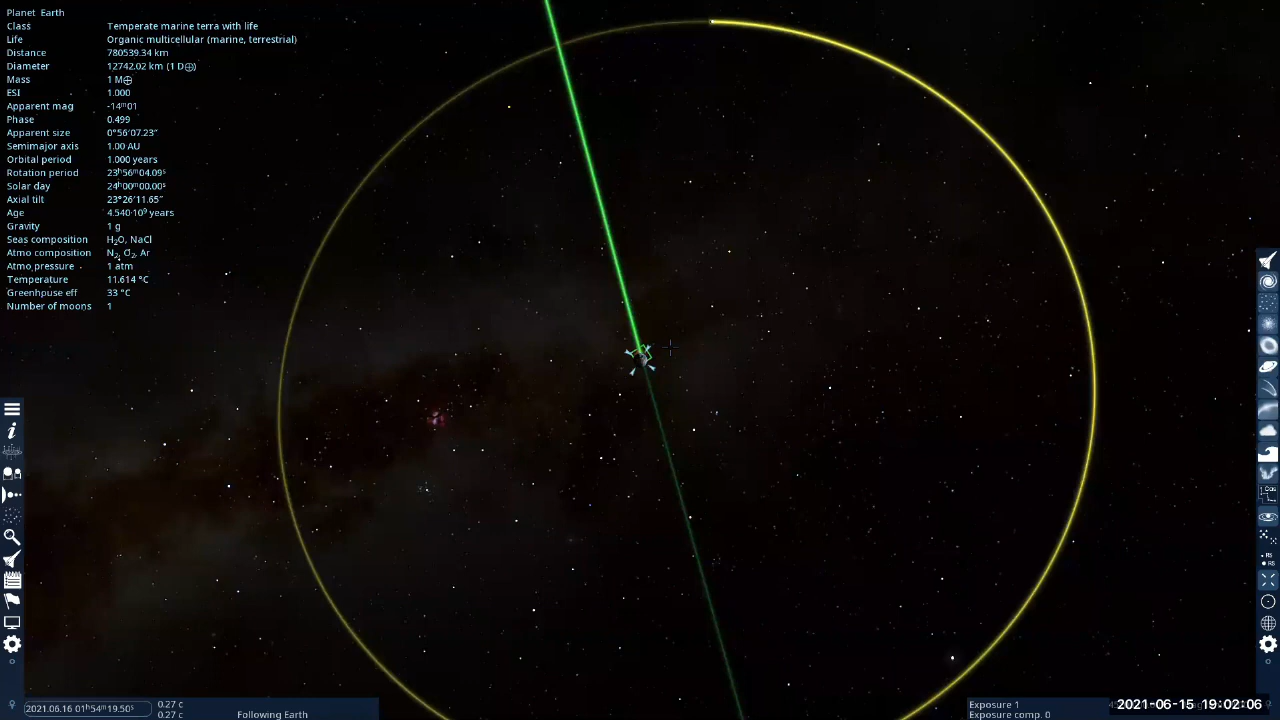 Planet Earth
Class Temperate marine terra with life
Life Organic multicellular (marine, terrestrial)
Distance 780539.34 km
Diameter 12742.02 km (1 D⊕)
Mass 1 M⊕
ESI 1.000
Apparent mag -14ᵐ01
Phase 0.499
Apparent size 0°56′07.23″
Semimajor axis 1.00 AU
Orbital period 1.000 years
Rotation period 23ʰ56ᵐ04.09ˢ
Solar day 24ʰ00ᵐ00.00ˢ
Axial tilt 23°26′11.65″
Age 4.540·10⁹ years
Gravity 1 g
Seas composition H₂O, NaCl
Atmo composition N₂, O₂, Ar
Atmo pressure 1 atm
Temperature 11.614 °C
Greenhouse eff 33 °C
Number of moons 1
RS
RS
2021.06.16 01ʰ54ᵐ19.50ˢ
0.27 c
0.27 c
Following Earth
Exposure 1
Exposure comp. 0
2021-06-15 19:02:06